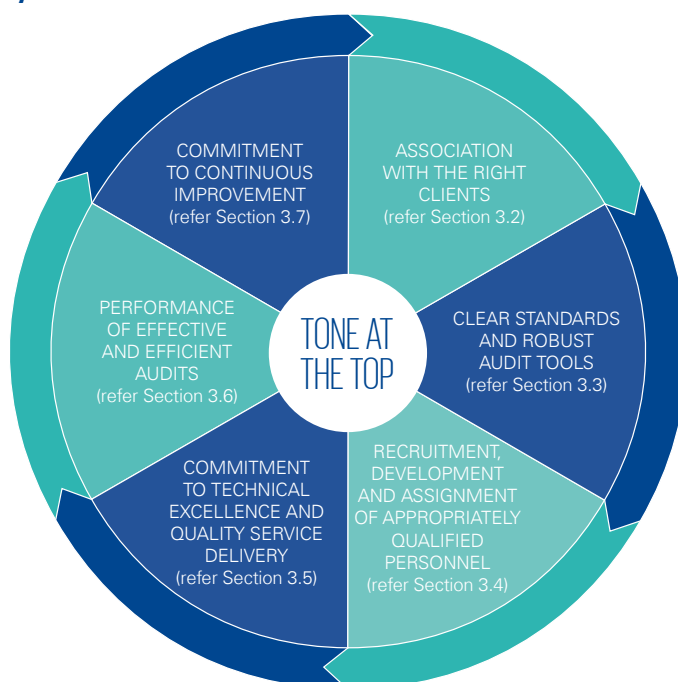 COMMITMENT
TO CONTINUOUS
IMPROVEMENT
(refer Section 3.7)
ASSOCIATION
WITH THE RIGHT
CLIENTS
(refer Section 3.2)
PERFORMANCE
OF EFFECTIVE
AND EFFICIENT
AUDITS
(refer Section 3.6)
TONE AT
THE TOP
CLEAR STANDARDS
AND ROBUST
AUDIT TOOLS
(refer Section 3.3)
COMMITMENT
TO TECHNICAL
EXCELLENCE AND
QUALITY SERVICE
DELIVERY
(refer Section 3.5)
RECRUITMENT,
DEVELOPMENT
AND ASSIGNMENT
OF APPROPRIATELY
QUALIFIED
PERSONNEL
(refer Section 3.4)